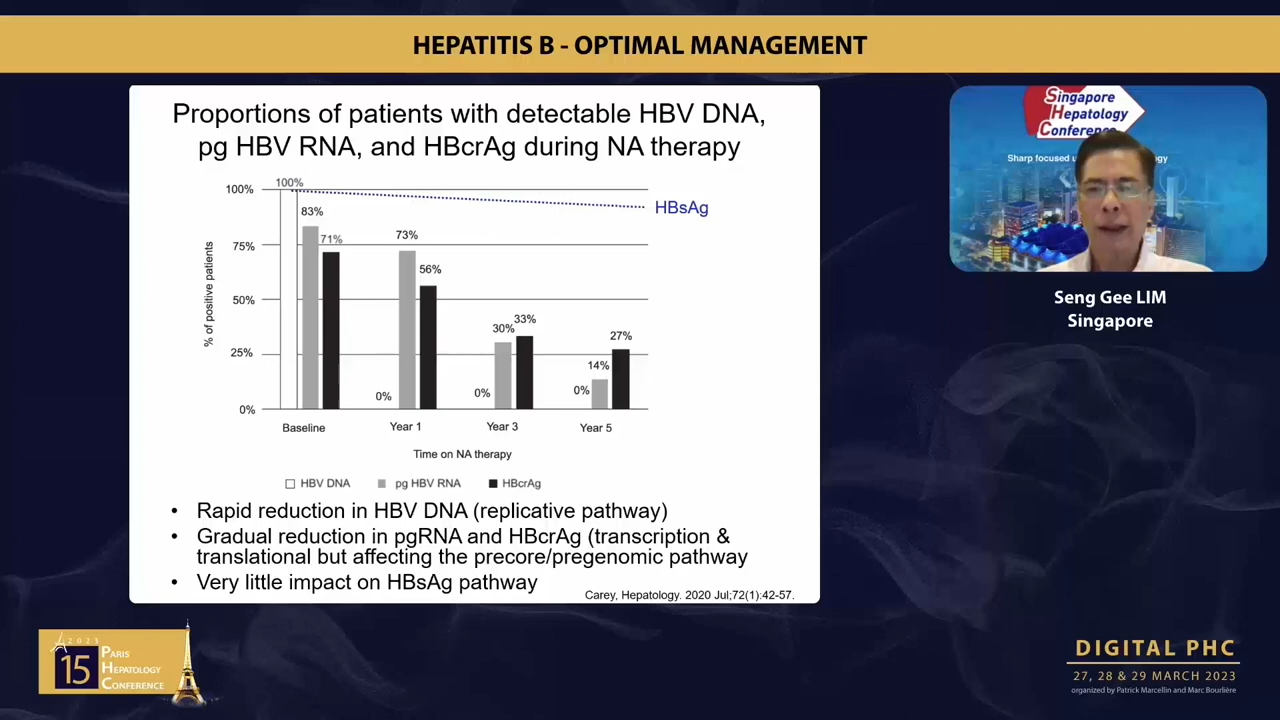 HEPATITIS B - OPTIMAL MANAGEMENT
Proportions of patients with detectable HBV DNA,
pg HBV RNA, and HBcrAg during NA therapy
% of positive patients
100%
75%
50%
25%
0%
100%
83%
71%
0%
73%
56%
0%
30%
33%
0%
14%
27%
HBsAg
Baseline
Year 1
Year 3
Year 5
Time on NA therapy
HBV DNA
pg HBV RNA
HBcrAg
• Rapid reduction in HBV DNA (replicative pathway)
• Gradual reduction in pgRNA and HBcrAg (transcription &
translational but affecting the precore/pregenomic pathway
• Very little impact on HBsAg pathway
Carey, Hepatology. 2020 Jul;72(1):42-57.
Singapore
Hepatology
Conference
Sharp focused
Seng Gee LIM
Singapore
2023
15
PARIS
HEPATOLOGY
CONFERENCE
DIGITAL PHC
27, 28 & 29 MARCH 2023
organized by Patrick Marcellin and Marc Bourlière